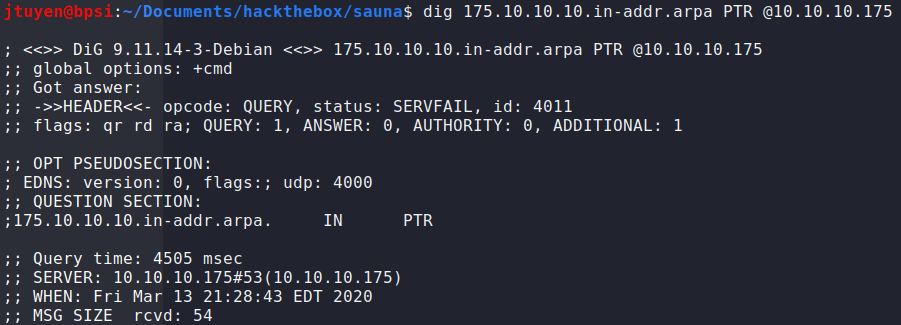 jtuyen@bpsi:~/Documents/hackthebox/sauna$ dig 175.10.10.10.in-addr.arpa PTR @10.10.10.175
; <<>> DiG 9.11.14-3-Debian <<>> 175.10.10.10.in-addr.arpa PTR @10.10.10.175
;; global options: +cmd
;; Got answer:
;; ->>HEADER<<- opcode: QUERY, status: SERVFAIL, id: 4011
;; flags: qr rd ra; QUERY: 1, ANSWER: 0, AUTHORITY: 0, ADDITIONAL: 1
;; OPT PSEUDOSECTION:
; EDNS: version: 0, flags:; udp: 4000
;; QUESTION SECTION:
;175.10.10.10.in-addr.arpa. IN PTR
;; Query time: 4505 msec
;; SERVER: 10.10.10.175#53(10.10.10.175)
;; WHEN: Fri Mar 13 21:28:43 EDT 2020
;; MSG SIZE rcvd: 54